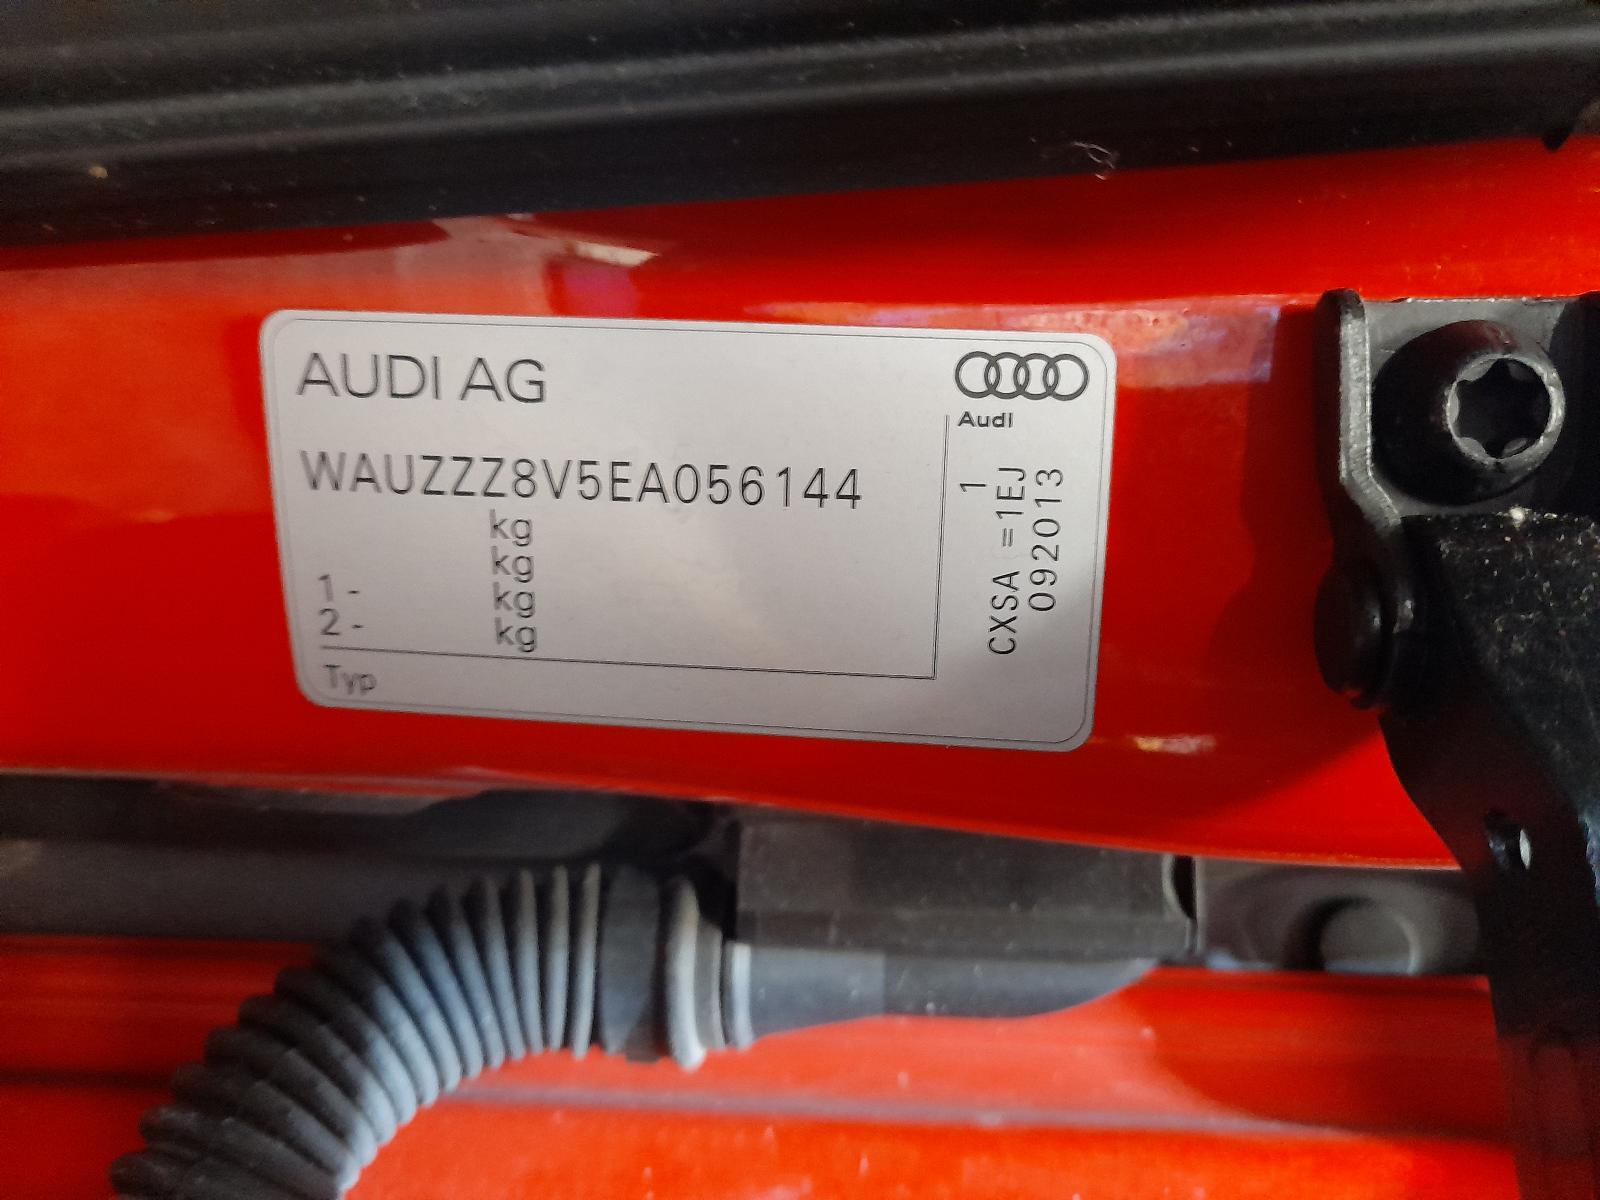 AUDI AG
Audi
WAUZZZ8V5EA056144
kg
kg
1 - kg
2 - kg
Typ
1
CXSA =1EJ
092013